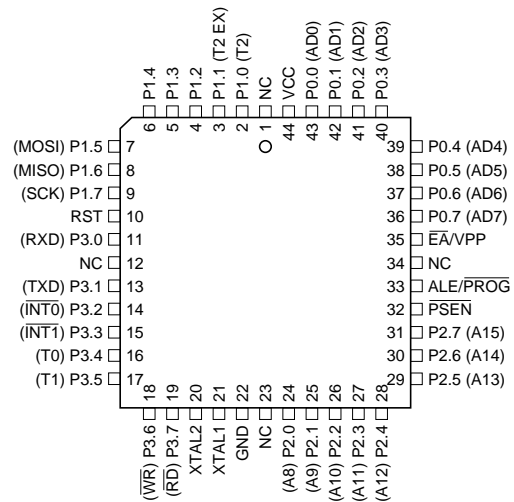 P1.4
P1.3
P1.2
P1.1 (T2 EX)
P1.0 (T2)
NC
VCC
P0.0 (AD0)
P0.1 (AD1)
P0.2 (AD2)
P0.3 (AD3)
6
5
4
3
2
1
44
43
42
41
40
(MOSI) P1.5 7
(MISO) P1.6 8
(SCK) P1.7 9
RST 10
(RXD) P3.0 11
NC 12
(TXD) P3.1 13
(I̅N̅T̅0̅) P3.2 14
(I̅N̅T̅1̅) P3.3 15
(T0) P3.4 16
(T1) P3.5 17
39 P0.4 (AD4)
38 P0.5 (AD5)
37 P0.6 (AD6)
36 P0.7 (AD7)
35 E̅A̅/VPP
34 NC
33 ALE/P̅R̅O̅G̅
32 P̅S̅E̅N̅
31 P2.7 (A15)
30 P2.6 (A14)
29 P2.5 (A13)
18
19
20
21
22
23
24
25
26
27
28
(W̅R̅) P3.6
(R̅D̅) P3.7
XTAL2
XTAL1
GND
NC
(A8) P2.0
(A9) P2.1
(A10) P2.2
(A11) P2.3
(A12) P2.4